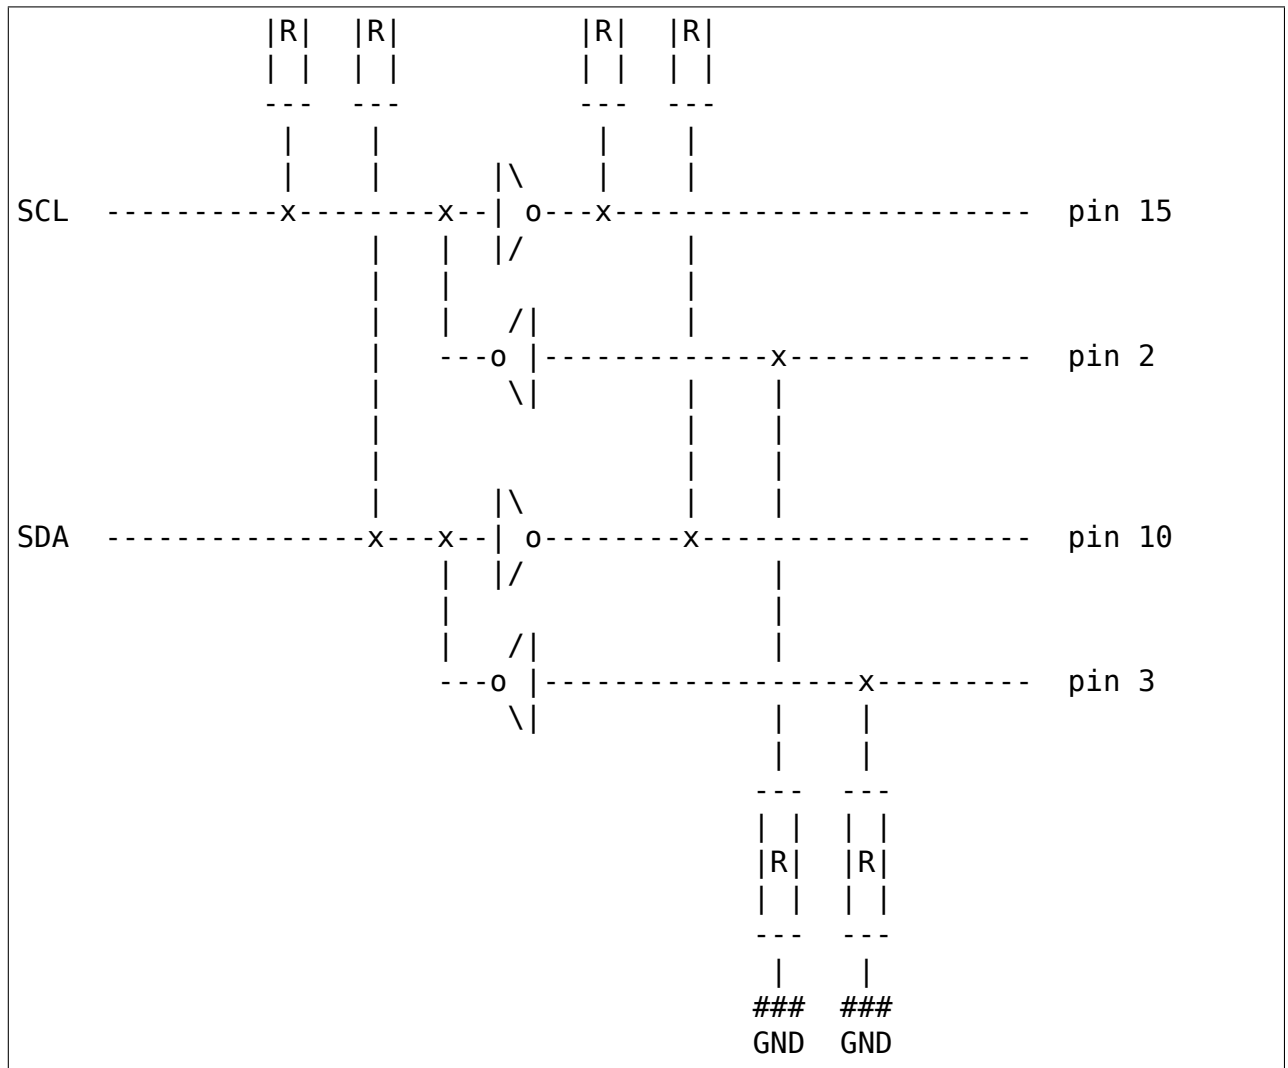 |R|  |R|          |R|  |R|
| |  | |          | |  | |
---  ---          ---  ---
|    |            |    |
|    |      |\    |    |
SCL  ----------x--------x--| o---x------------------------  pin 15
|   |  |/         |
|   |             |
|   |   /|        |
|   ---o |-------------x--------------  pin 2
|       \|        |    |
|                 |    |
|                 |    |
|      |\         |    |
SDA  ---------------x---x--| o--------x-------------------  pin 10
|  |/              |
|                  |
|   /|             |
---o |------------------x---------  pin 3
\|             |    |
|    |
---  ---
| |  | |
|R|  |R|
| |  | |
---  ---
|    |
###  ###
GND  GND